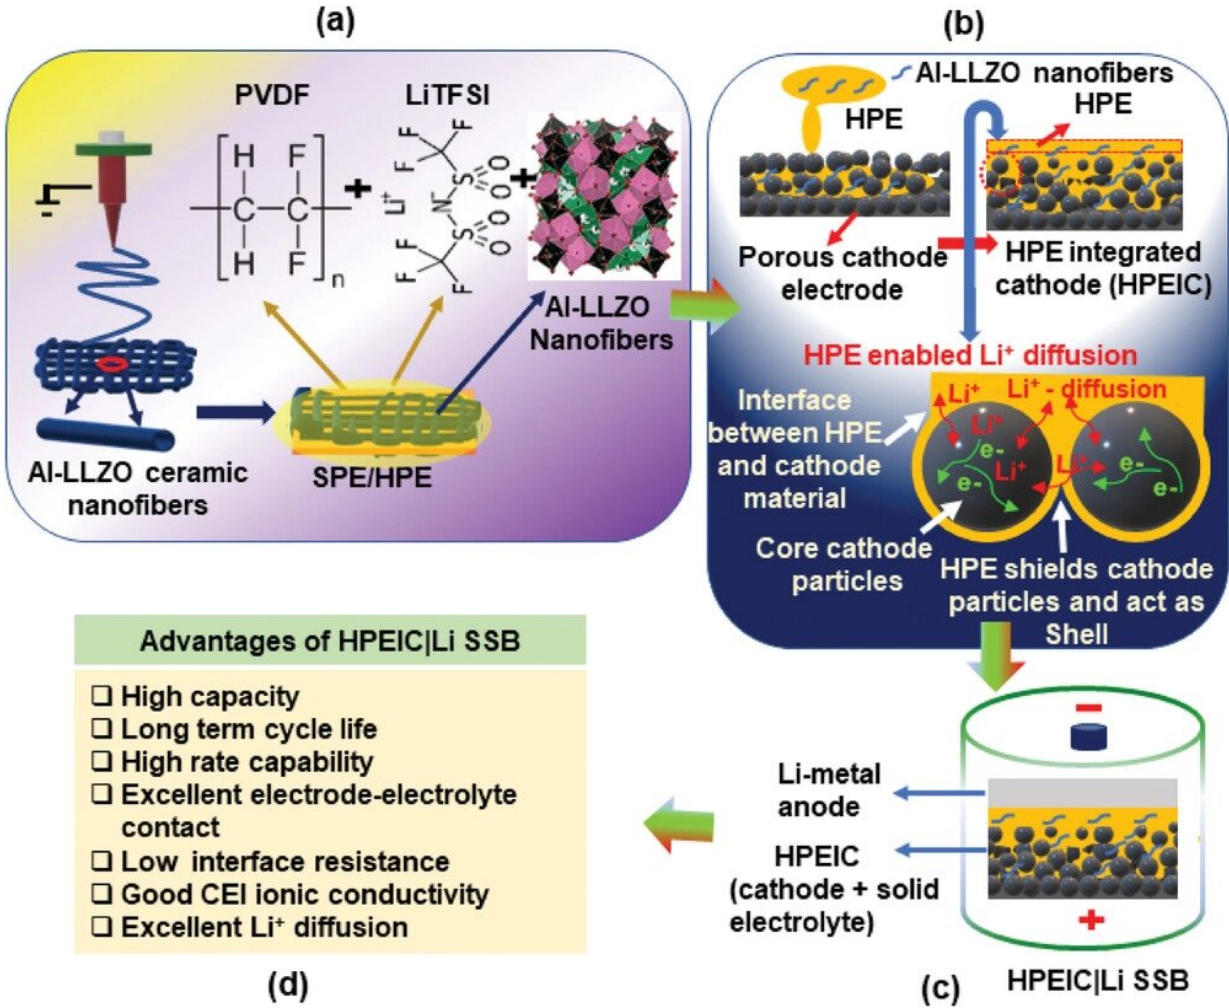 (a)
PVDF
LiTFSI
H F
C C
H F
n
+
Li⁺
F
F
F
S
O
O
N⁻
S
O
O
F
F
F
+
Al-LLZO
Nanofibers
Al-LLZO ceramic
nanofibers
SPE/HPE
(b)
Al-LLZO nanofibers
HPE
HPE
Porous cathode
electrode
HPE integrated
cathode (HPEIC)
HPE enabled Li⁺ diffusion
Interface
between HPE
and cathode
material
Li⁺
Li⁺ - diffusion
Li⁺
e-
Li⁺
e-
Li⁺
e-
e-
Core cathode
particles
HPE shields cathode
particles and act as
Shell
Advantages of HPEIC|Li SSB
❑ High capacity
❑ Long term cycle life
❑ High rate capability
❑ Excellent electrode-electrolyte
contact
❑ Low interface resistance
❑ Good CEI ionic conductivity
❑ Excellent Li⁺ diffusion
(d)
−
Li-metal
anode
HPEIC
(cathode + solid
electrolyte)
+
(c)
HPEIC|Li SSB